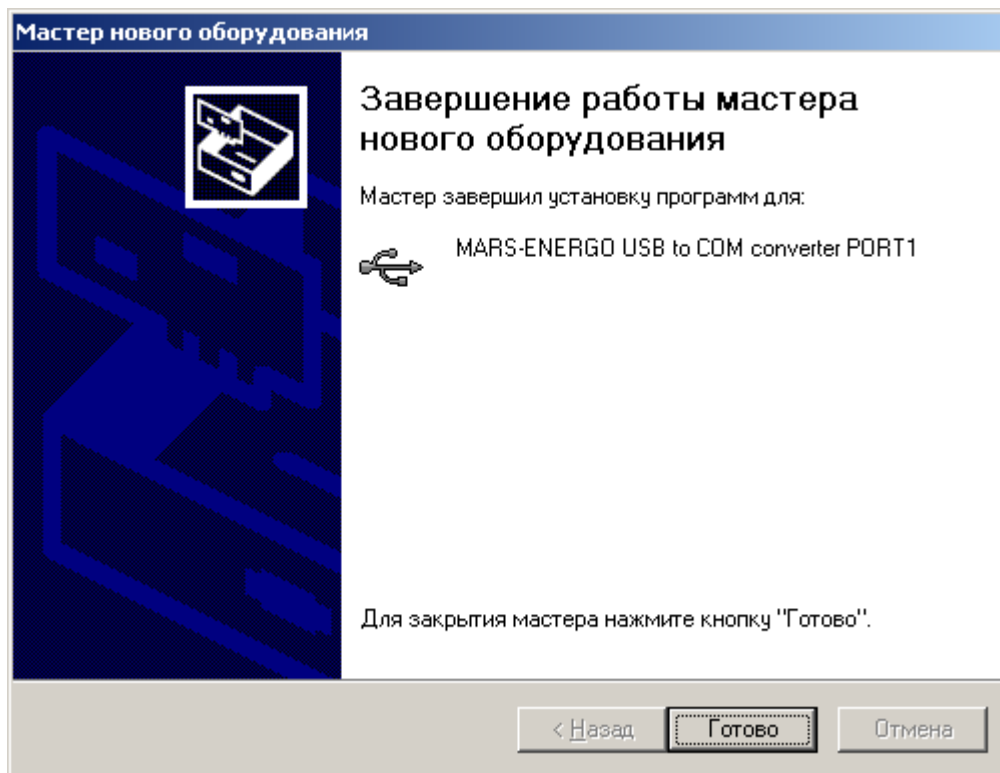 Мастер нового оборудования
Завершение работы мастера
нового оборудования
Мастер завершил установку программ для:
MARS-ENERGO USB to COM converter PORT1
Для закрытия мастера нажмите кнопку "Готово".
< Назад Готово Отмена